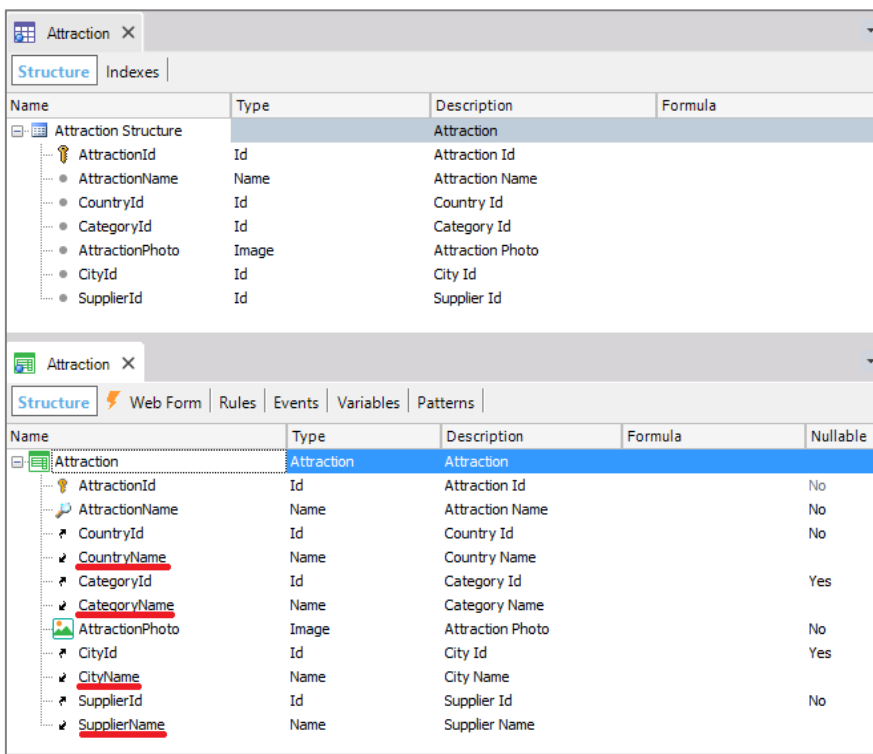 Attraction
Structure Indexes
Name Type Description Formula
Attraction Structure Attraction
AttractionId Id Attraction Id
AttractionName Name Attraction Name
CountryId Id Country Id
CategoryId Id Category Id
AttractionPhoto Image Attraction Photo
CityId Id City Id
SupplierId Id Supplier Id
Attraction
Structure Web Form Rules Events Variables Patterns
Name Type Description Formula Nullable
Attraction Attraction Attraction
AttractionId Id Attraction Id No
AttractionName Name Attraction Name No
CountryId Id Country Id No
CountryName Name Country Name
CategoryId Id Category Id Yes
CategoryName Name Category Name
AttractionPhoto Image Attraction Photo No
CityId Id City Id Yes
CityName Name City Name
SupplierId Id Supplier Id No
SupplierName Name Supplier Name